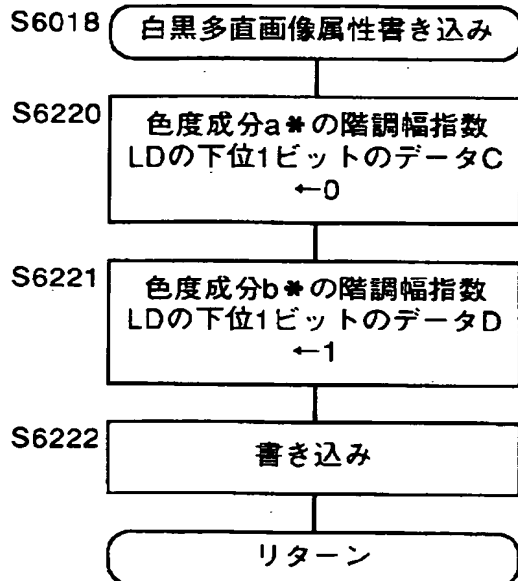 S6018
白黒多直画像属性書き込み
S6220
色度成分a*の階調幅指数
LDの下位1ビットのデータC
←0
S6221
色度成分b*の階調幅指数
LDの下位1ビットのデータD
←1
S6222
書き込み
リターン